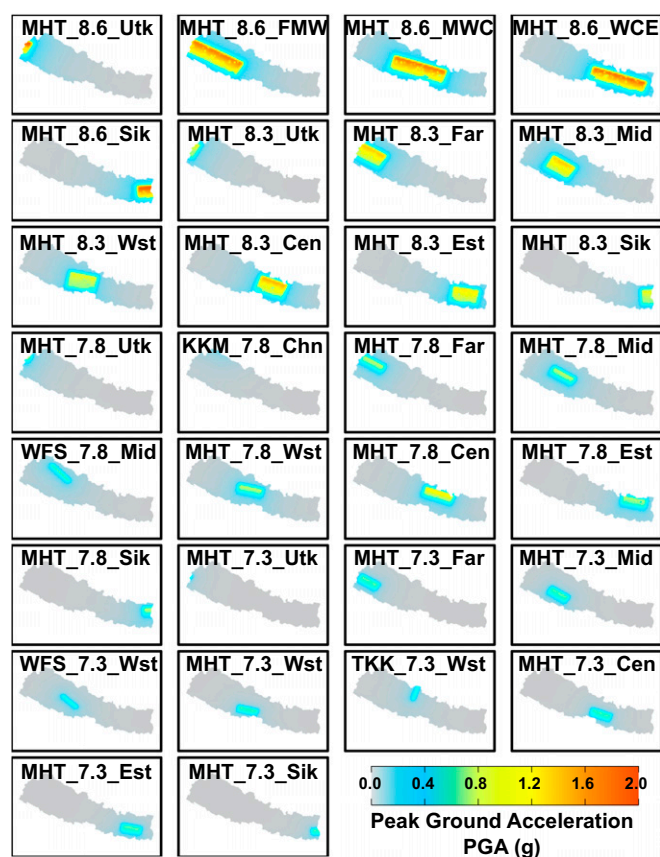 MHT_8.6_Utk
MHT_8.6_FMW
MHT_8.6_MWC
MHT_8.6_WCE
MHT_8.6_Sik
MHT_8.3_Utk
MHT_8.3_Far
MHT_8.3_Mid
MHT_8.3_Wst
MHT_8.3_Cen
MHT_8.3_Est
MHT_8.3_Sik
MHT_7.8_Utk
KKM_7.8_Chn
MHT_7.8_Far
MHT_7.8_Mid
WFS_7.8_Mid
MHT_7.8_Wst
MHT_7.8_Cen
MHT_7.8_Est
MHT_7.8_Sik
MHT_7.3_Utk
MHT_7.3_Far
MHT_7.3_Mid
WFS_7.3_Wst
MHT_7.3_Wst
TKK_7.3_Wst
MHT_7.3_Cen
MHT_7.3_Est
MHT_7.3_Sik
0.0 0.4 0.8 1.2 1.6 2.0
Peak Ground Acceleration
PGA (g)